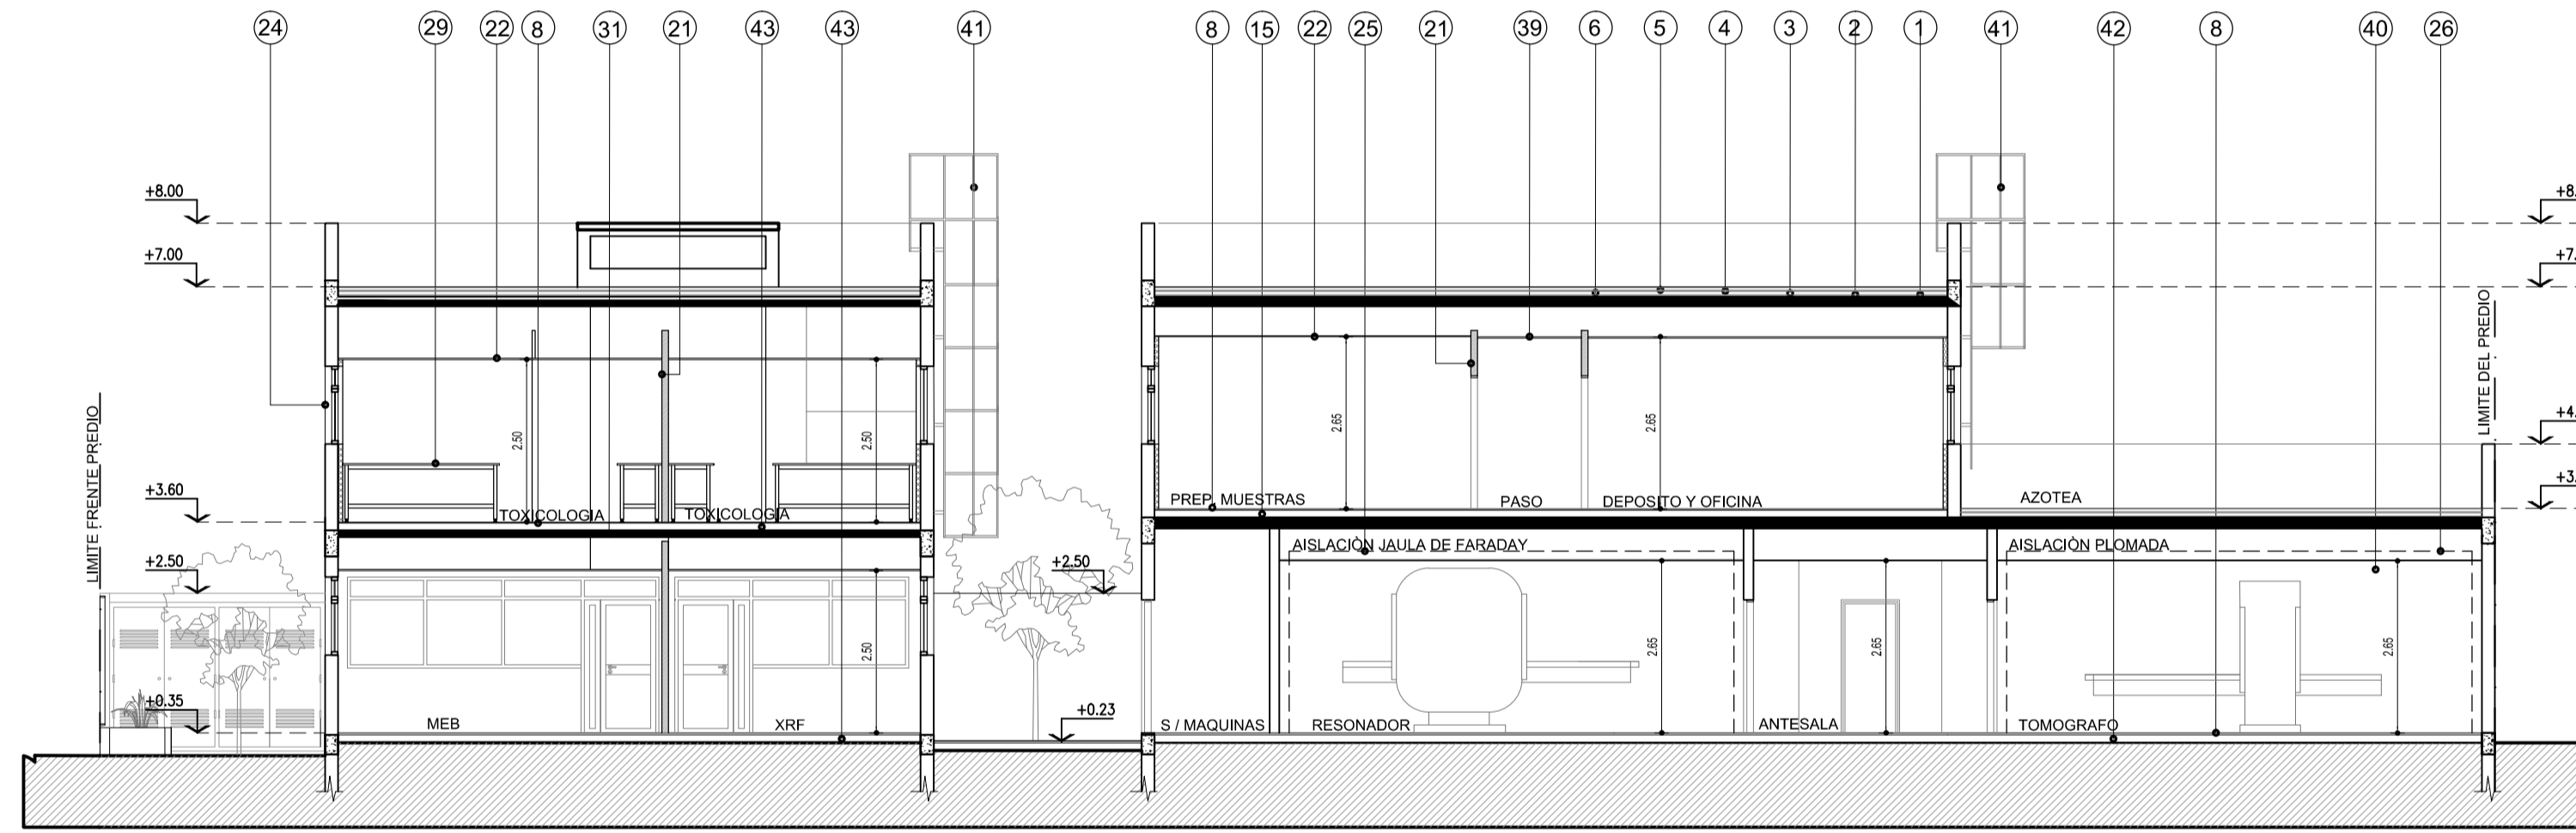 24 29 22 8 31 21 43 43 41 8 15 22 25 21 39 6 5 4 3 2 1 41 42 8 40 26
+8.00
+8.
+7.00
+7.
LIMITE FRENTE PREDIO
LIMITE DEL PREDIO
+4.
2.50
2.50
2.65
2.65
+3.60
+3.
TOXICOLOGIA
TOXICOLOGIA
PREP. MUESTRAS
PASO
DEPOSITO Y OFICINA
AZOTEA
AISLACIÒN JAULA DE FARADAY
AISLACIÒN PLOMADA
+2.50
+2.50
2.50
2.65
2.65
2.65
+0.35
+0.23
MEB
XRF
S / MAQUINAS
RESONADOR
ANTESALA
TOMOGRAFO